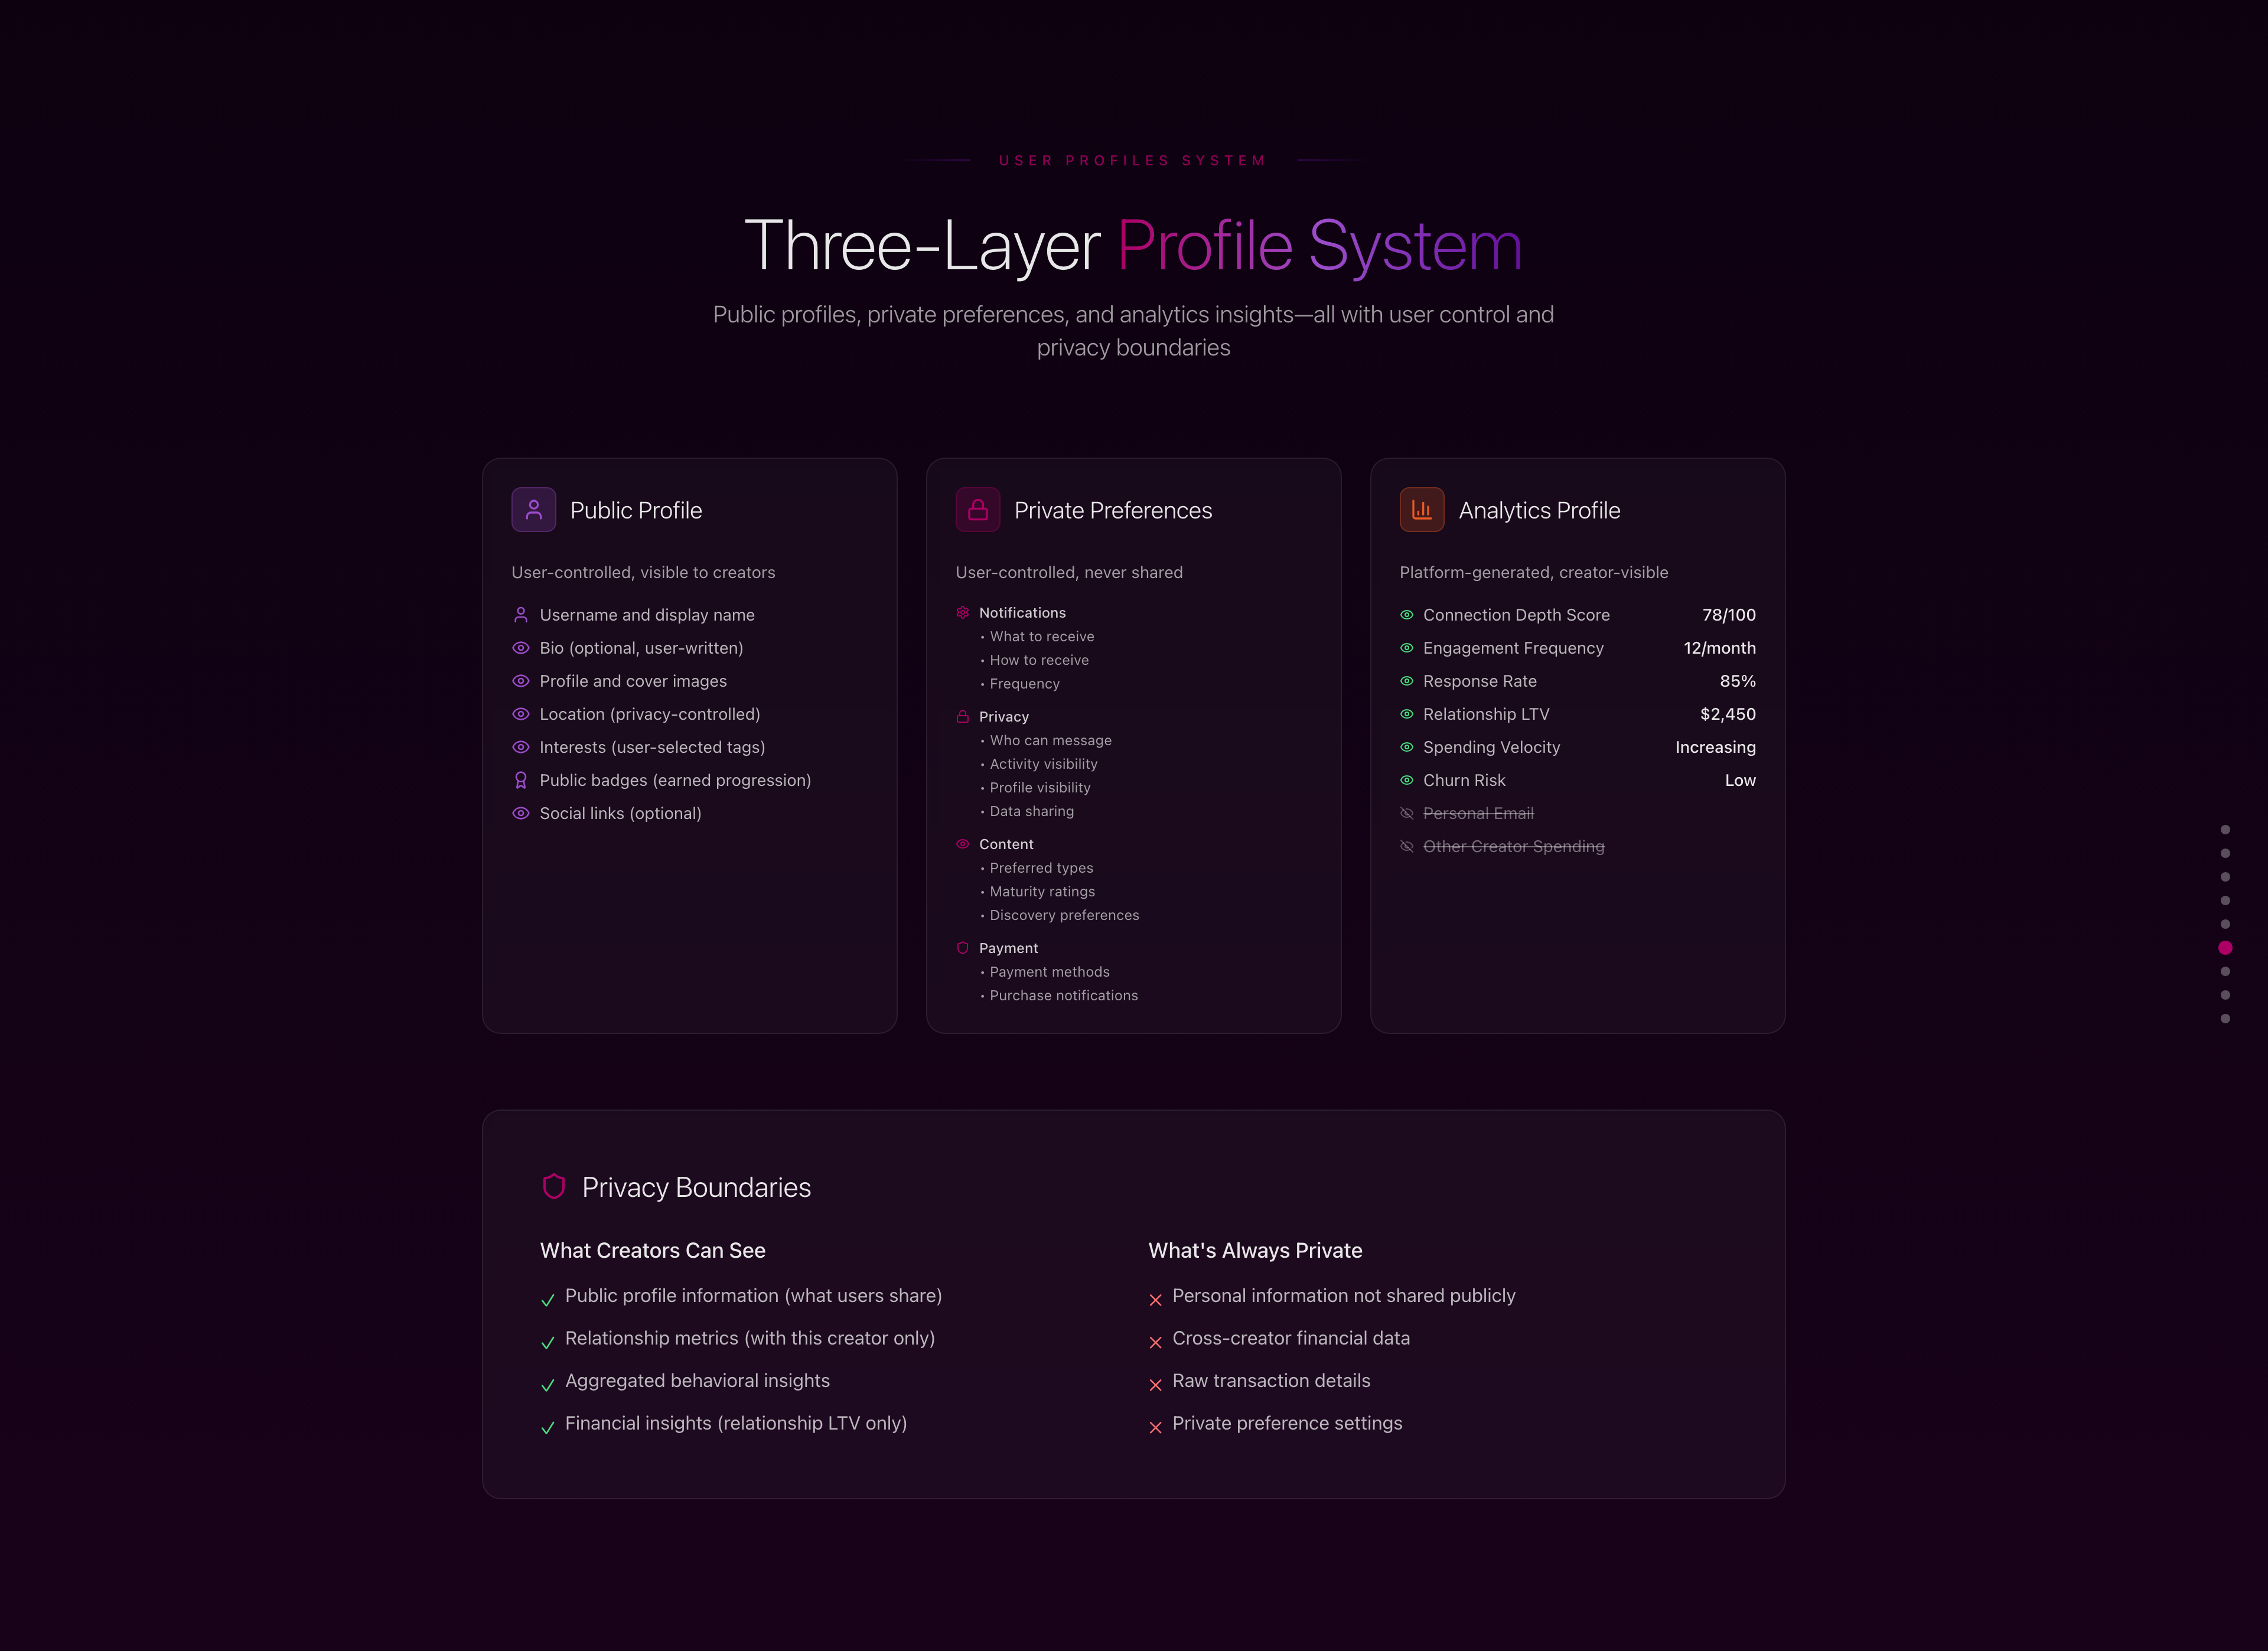 USER PROFILES SYSTEM
Three-Layer Profile System
Public profiles, private preferences, and analytics insights—all with user control and
privacy boundaries
Public Profile
User-controlled, visible to creators
Username and display name
Bio (optional, user-written)
Profile and cover images
Location (privacy-controlled)
Interests (user-selected tags)
Public badges (earned progression)
Social links (optional)
Private Preferences
User-controlled, never shared
Notifications
• What to receive
• How to receive
• Frequency
Privacy
• Who can message
• Activity visibility
• Profile visibility
• Data sharing
Content
• Preferred types
• Maturity ratings
• Discovery preferences
Payment
• Payment methods
• Purchase notifications
Analytics Profile
Platform-generated, creator-visible
Connection Depth Score 78/100
Engagement Frequency 12/month
Response Rate 85%
Relationship LTV $2,450
Spending Velocity Increasing
Churn Risk Low
Personal Email
Other Creator Spending
Privacy Boundaries
What Creators Can See
Public profile information (what users share)
Relationship metrics (with this creator only)
Aggregated behavioral insights
Financial insights (relationship LTV only)
What's Always Private
Personal information not shared publicly
Cross-creator financial data
Raw transaction details
Private preference settings